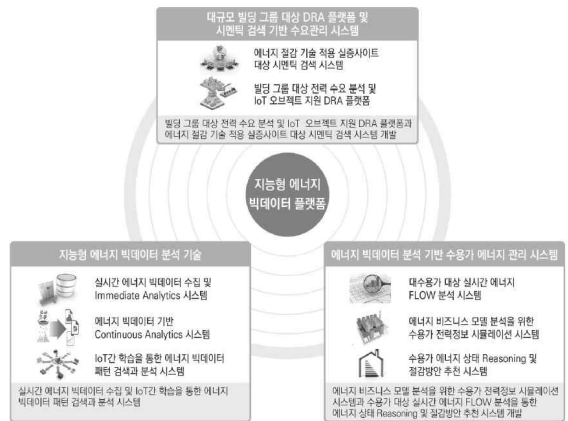 대규모 빌딩 그룹 대상 DRA 플랫폼 및
시멘틱 검색 기반 수요관리 시스템
에너지 절감 기술 적용 실증사이트
대상 시멘틱 검색 시스템
빌딩 그룹 대상 전력 수요 분석 및
IoT 오브젝트 지원 DRA 플랫폼
빌딩 그룹 대상 전력 수요 분석 및 IoT 오브젝트 지원 DRA 플랫폼과
에너지 절감 기술 적용 실증사이트 대상 시멘틱 검색 시스템 개발
지능형 에너지
빅데이터 플랫폼
지능형 에너지 빅데이터 분석 기술
실시간 에너지 빅데이터 수집 및
Immediate Analytics 시스템
에너지 빅데이터 기반
Continuous Analytics 시스템
IoT간 학습을 통한 에너지 빅데이터
패턴 검색과 분석 시스템
실시간 에너지 빅데이터 수집 및 IoT간 학습을 통한 에너지
빅데이터 패턴 검색과 분석 시스템
에너지 빅데이터 분석 기반 수용가 에너지 관리 시스템
대수용가 대상 실시간 에너지
FLOW 분석 시스템
에너지 비즈니스 모델 분석을 위한
수용가 전력정보 시뮬레이션 시스템
수용가 에너지 상태 Reasoning 및
절감방안 추천 시스템
에너지 비즈니스 모델 분석을 위한 수용가 전력정보 시뮬레이션
시스템과 수용가 대상 실시간 에너지 FLOW 분석을 통한
에너지 상태 Reasoning 및 절감방안 추천 시스템 개발